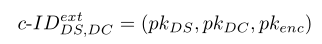 c-ID^{ext}_{DS,DC} = (pk_{DS}, pk_{DC}, pk_{enc})